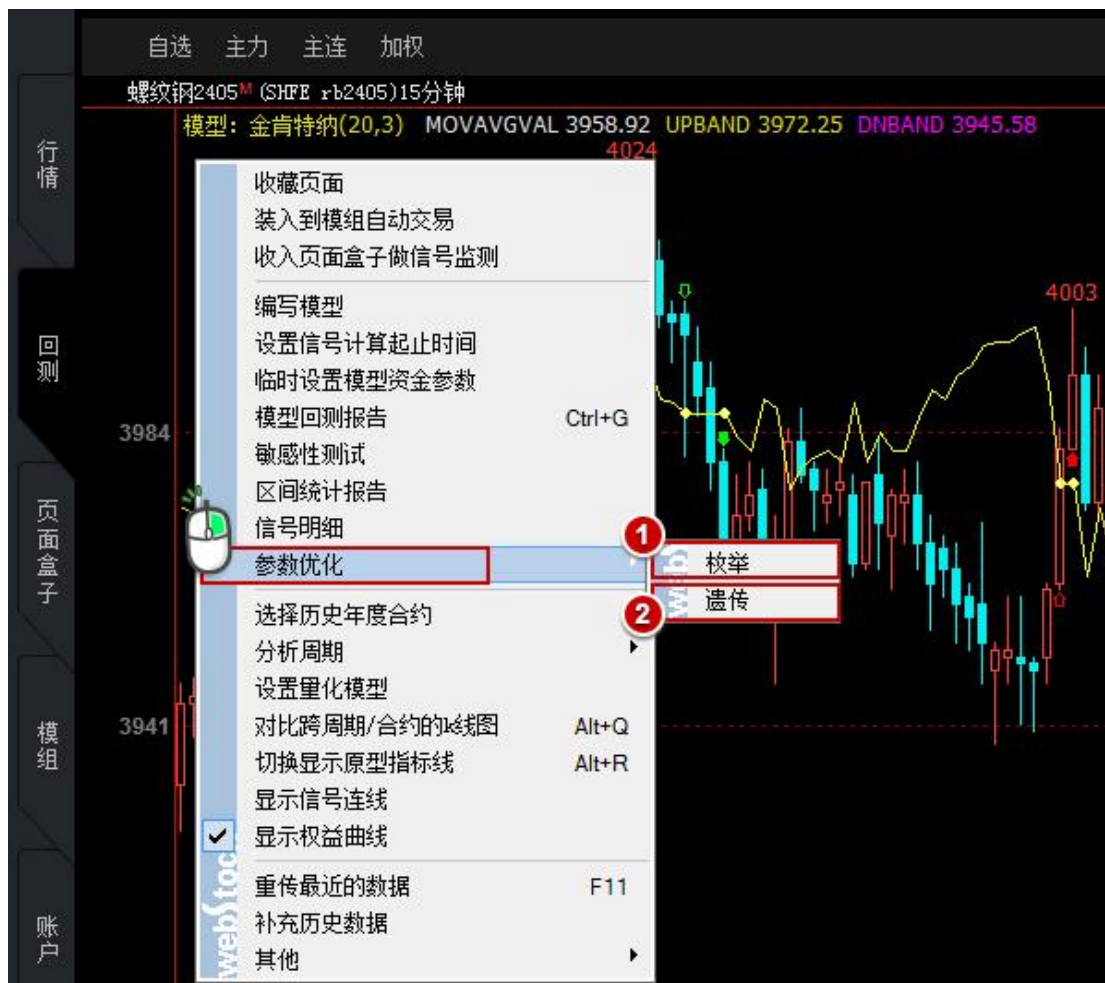 自选 主力 主连 加权
螺纹钢2405M (SHFE rb2405)15分钟
模型: 金肯特纳(20,3) MOVAVGVAL 3958.92 UPBAND 3972.25 DNBAND 3945.58
4024
行情
收藏页面
装入到模组自动交易
收入页面盒子做信号监测
编写模型
4003
设置信号计算起止时间
回测
临时设置模型资金参数
模型回测报告 Ctrl+G
3984
敏感性测试
区间统计报告
页面盒子
信号明细
1
参数优化
枚举
2
遗传
选择历史年度合约
分析周期
设置量化模型
模组
3941
对比跨周期/合约的k线图 Alt+Q
切换显示原型指标线 Alt+R
显示信号连线
显示权益曲线
重传最近的数据 F11
补充历史数据
账户
其他
webStoc
web